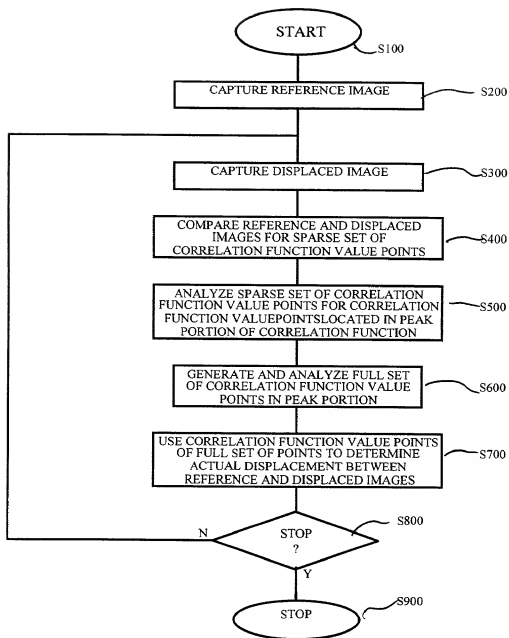 START
S100
CAPTURE REFERENCE IMAGE
S200
CAPTURE DISPLACED IMAGE
S300
COMPARE REFERENCE AND DISPLACED
IMAGES FOR SPARSE SET OF
CORRELATION FUNCTION VALUE POINTS
S400
ANALYZE SPARSE SET OF CORRELATION
FUNCTION VALUE POINTS FOR CORRELATION
FUNCTION VALUEPOINTSLOCATED IN PEAK
PORTION OF CORRELATION FUNCTION
S500
GENERATE AND ANALYZE FULL SET
OF CORRELATION FUNCTION VALUE
POINTS IN PEAK PORTION
S600
USE CORRELATION FUNCTION VALUE POINTS
OF FULL SET OF POINTS TO DETERMINE
ACTUAL DISPLACEMENT BETWEEN
REFERENCE AND DISPLACED IMAGES
S700
STOP
?
S800
N
Y
STOP
S900